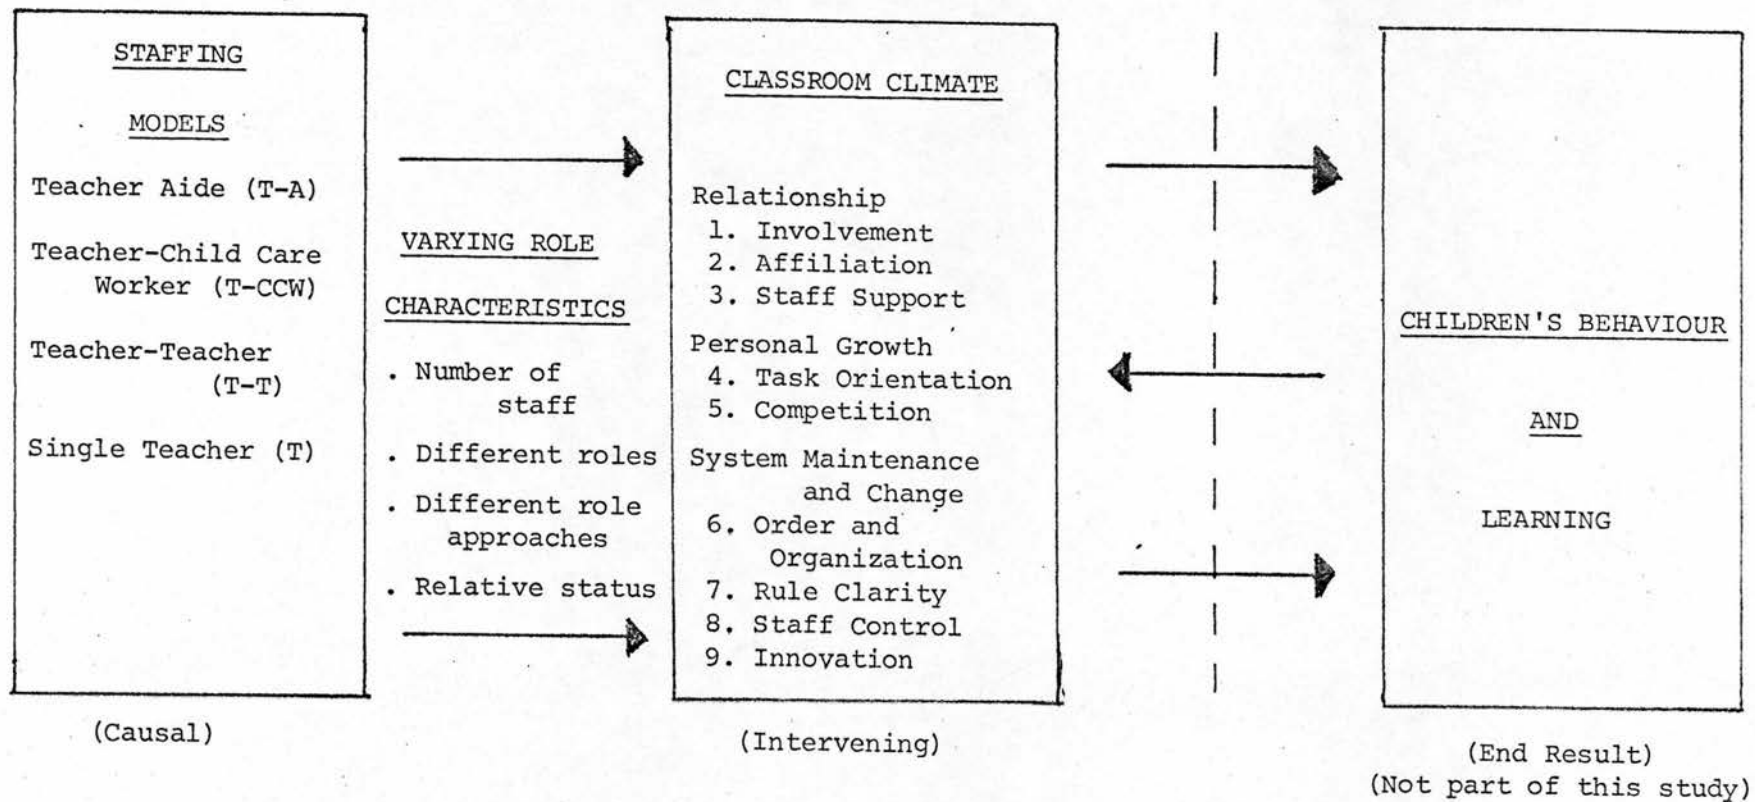 STAFFING
MODELS
Teacher Aide (T-A)
Teacher-Child Care
Worker (T-CCW)
Teacher-Teacher
(T-T)
Single Teacher (T)
(Causal)
VARYING ROLE
CHARACTERISTICS
. Number of
staff
. Different roles
. Different role
approaches
. Relative status
CLASSROOM CLIMATE
Relationship
1. Involvement
2. Affiliation
3. Staff Support
Personal Growth
4. Task Orientation
5. Competition
System Maintenance
and Change
6. Order and
Organization
7. Rule Clarity
8. Staff Control
9. Innovation
(Intervening)
CHILDREN'S BEHAVIOUR
AND
LEARNING
(End Result)
(Not part of this study)